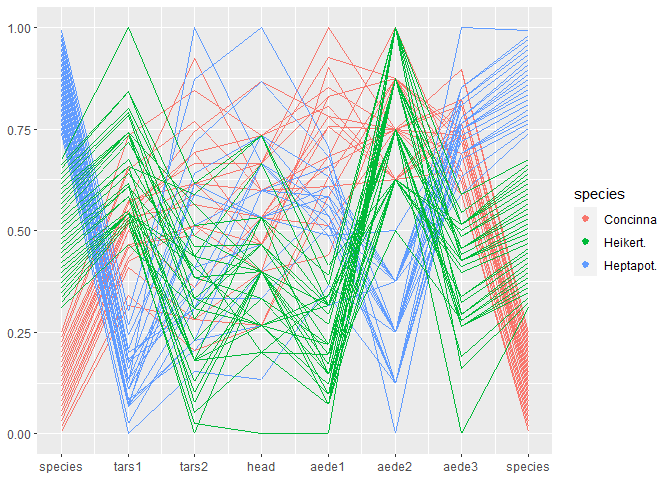 1.00
0.75
0.50
0.25
0.00
species tars1 tars2 head aede1 aede2 aede3 species
species
Concinna
Heikert.
Heptapot.